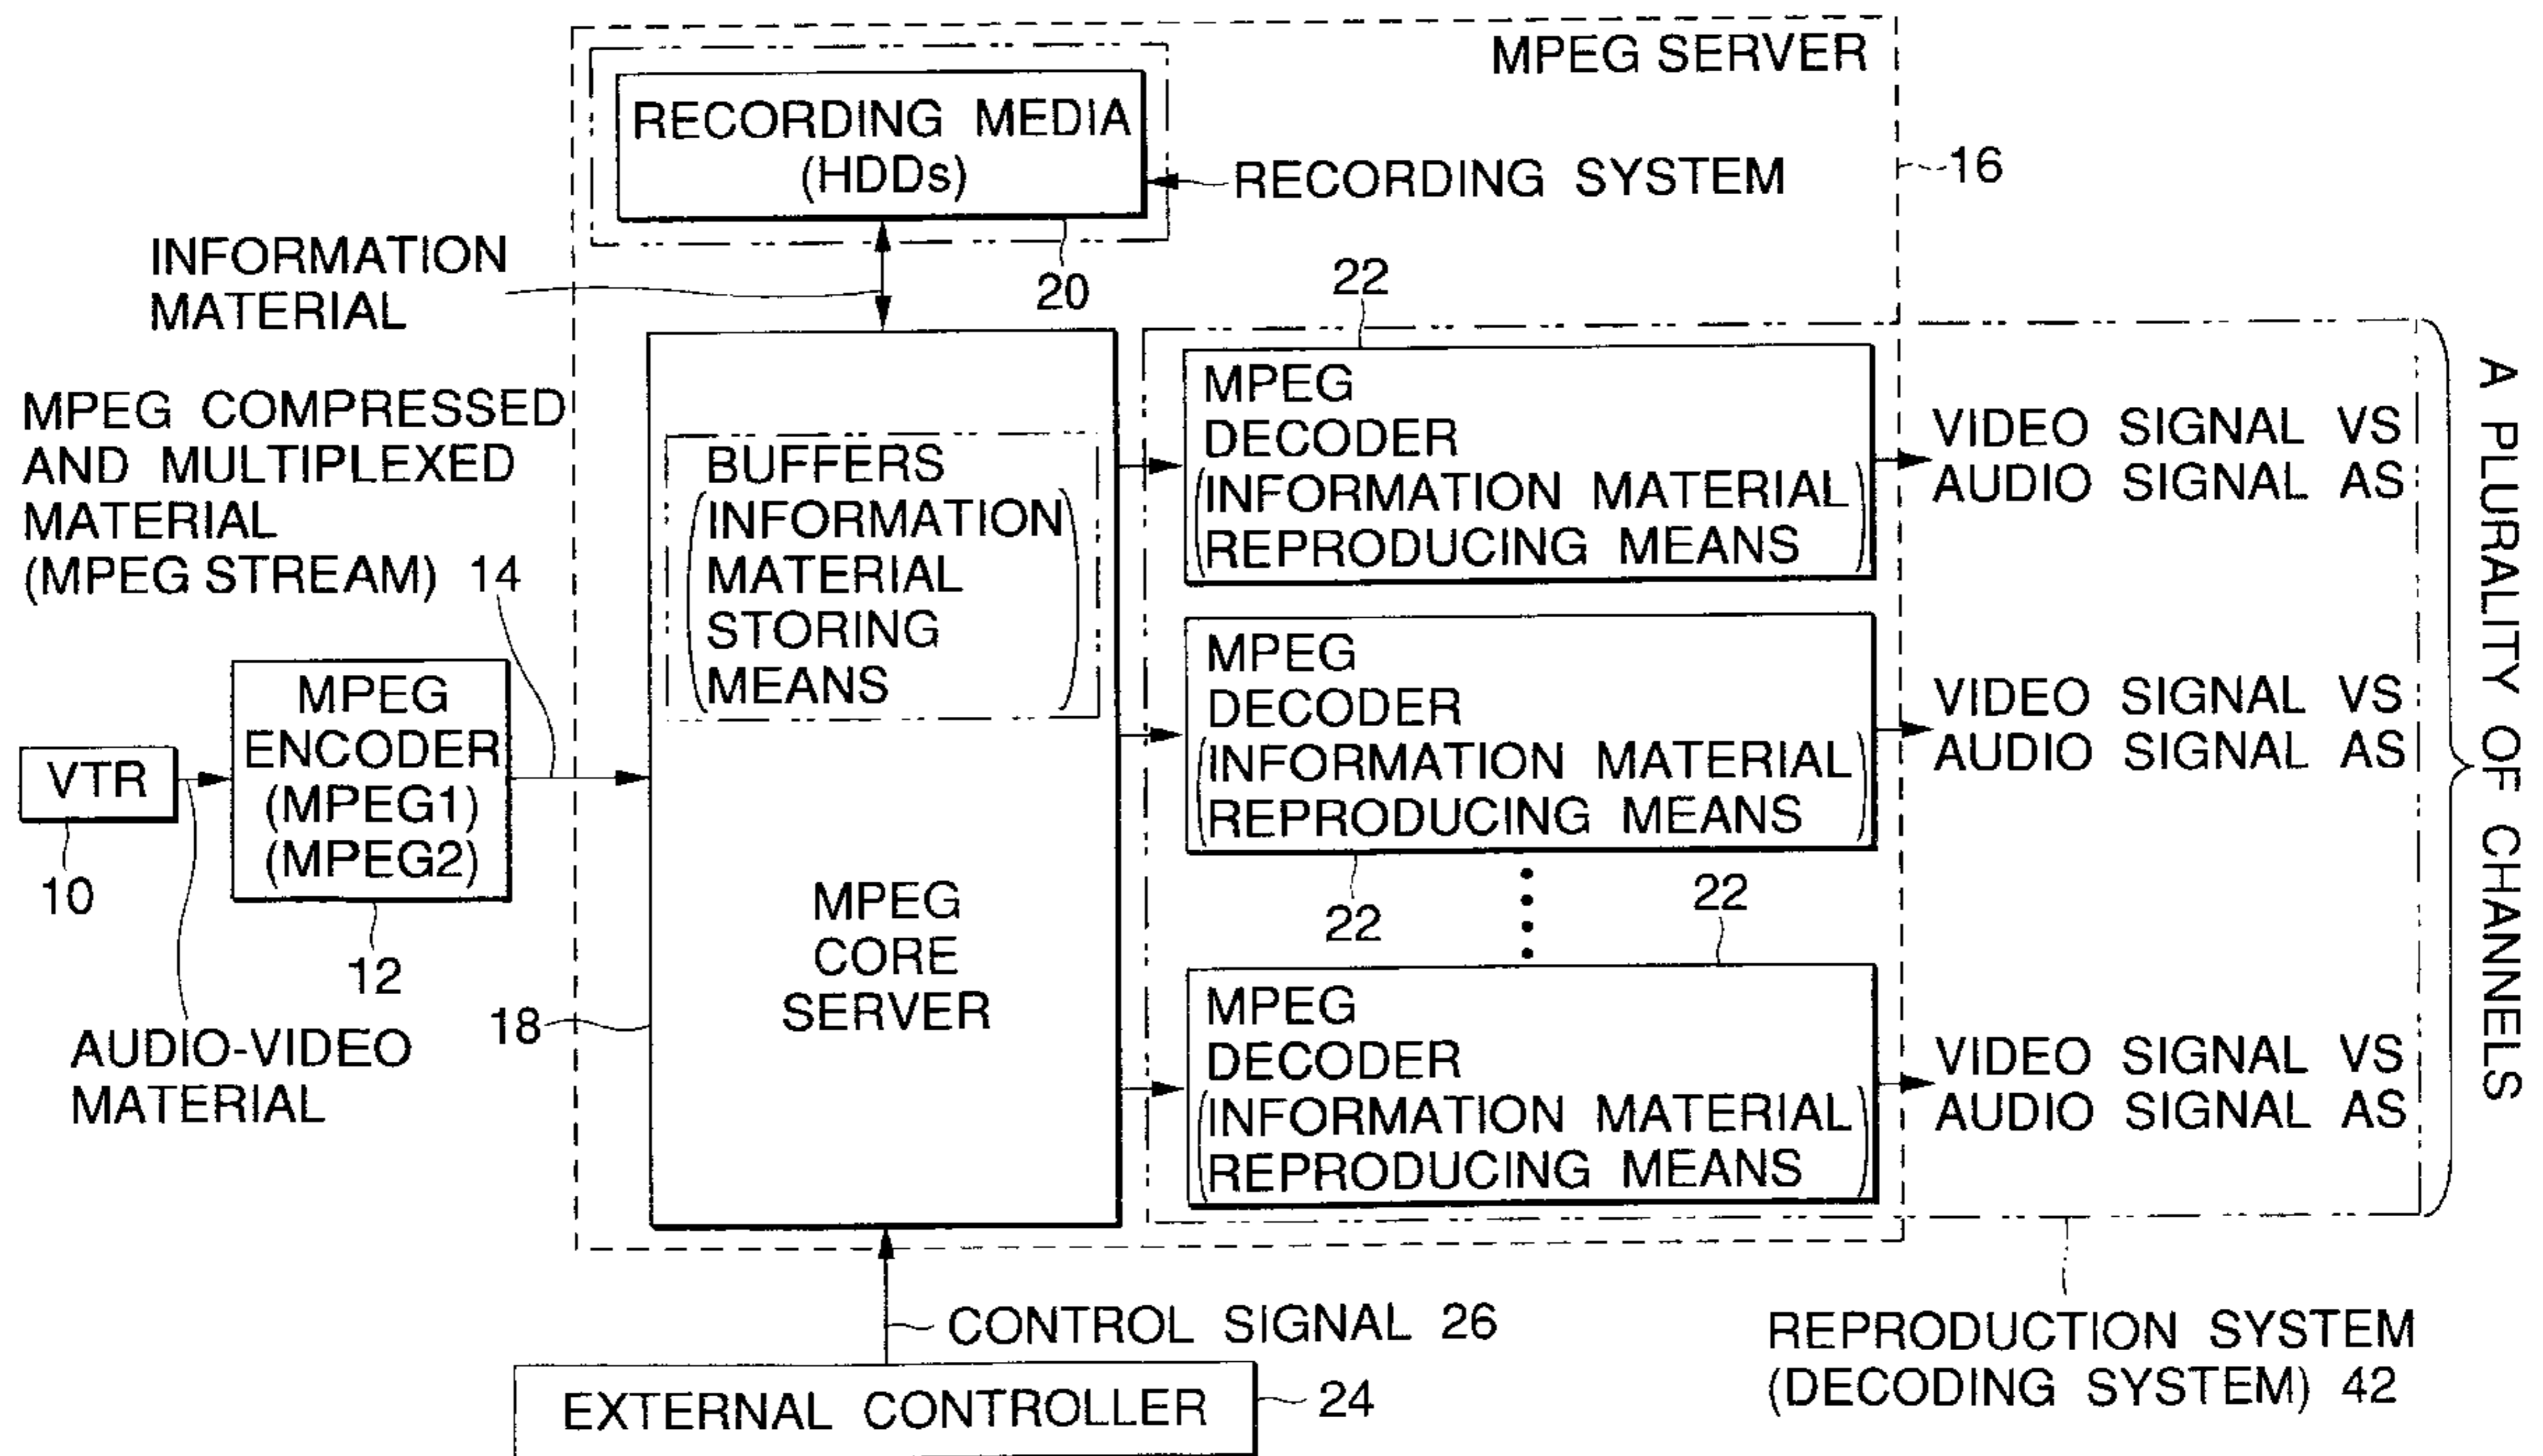 MPEG SERVER
RECORDING MEDIA
(HDDs)
RECORDING SYSTEM
16
20
INFORMATION
MATERIAL
MPEG COMPRESSED
AND MULTIPLEXED
MATERIAL
(MPEG STREAM) 14
BUFFERS
(INFORMATION
MATERIAL
STORING
MEANS)
MPEG
CORE
SERVER
18
VTR
10
MPEG
ENCODER
(MPEG1)
(MPEG2)
12
AUDIO-VIDEO
MATERIAL
22
MPEG
DECODER
(INFORMATION MATERIAL
REPRODUCING MEANS)
VIDEO SIGNAL VS
AUDIO SIGNAL AS
MPEG
DECODER
(INFORMATION MATERIAL
REPRODUCING MEANS)
22
VIDEO SIGNAL VS
AUDIO SIGNAL AS
22
MPEG
DECODER
(INFORMATION MATERIAL
REPRODUCING MEANS)
VIDEO SIGNAL VS
AUDIO SIGNAL AS
A PLURALITY OF CHANNELS
CONTROL SIGNAL 26
EXTERNAL CONTROLLER
24
REPRODUCTION SYSTEM
(DECODING SYSTEM) 42